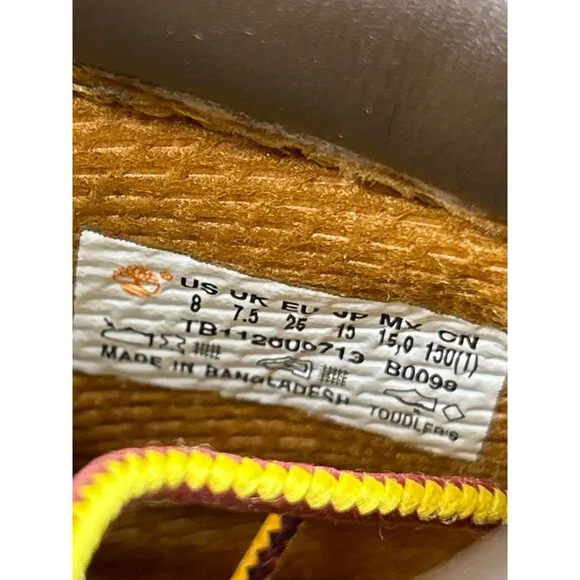 US UK EU JP MX CN
8 7.5 25 15 15,0 150(1)
TB112800713 B0099
MADE IN BANGLADESH TODDLER'S